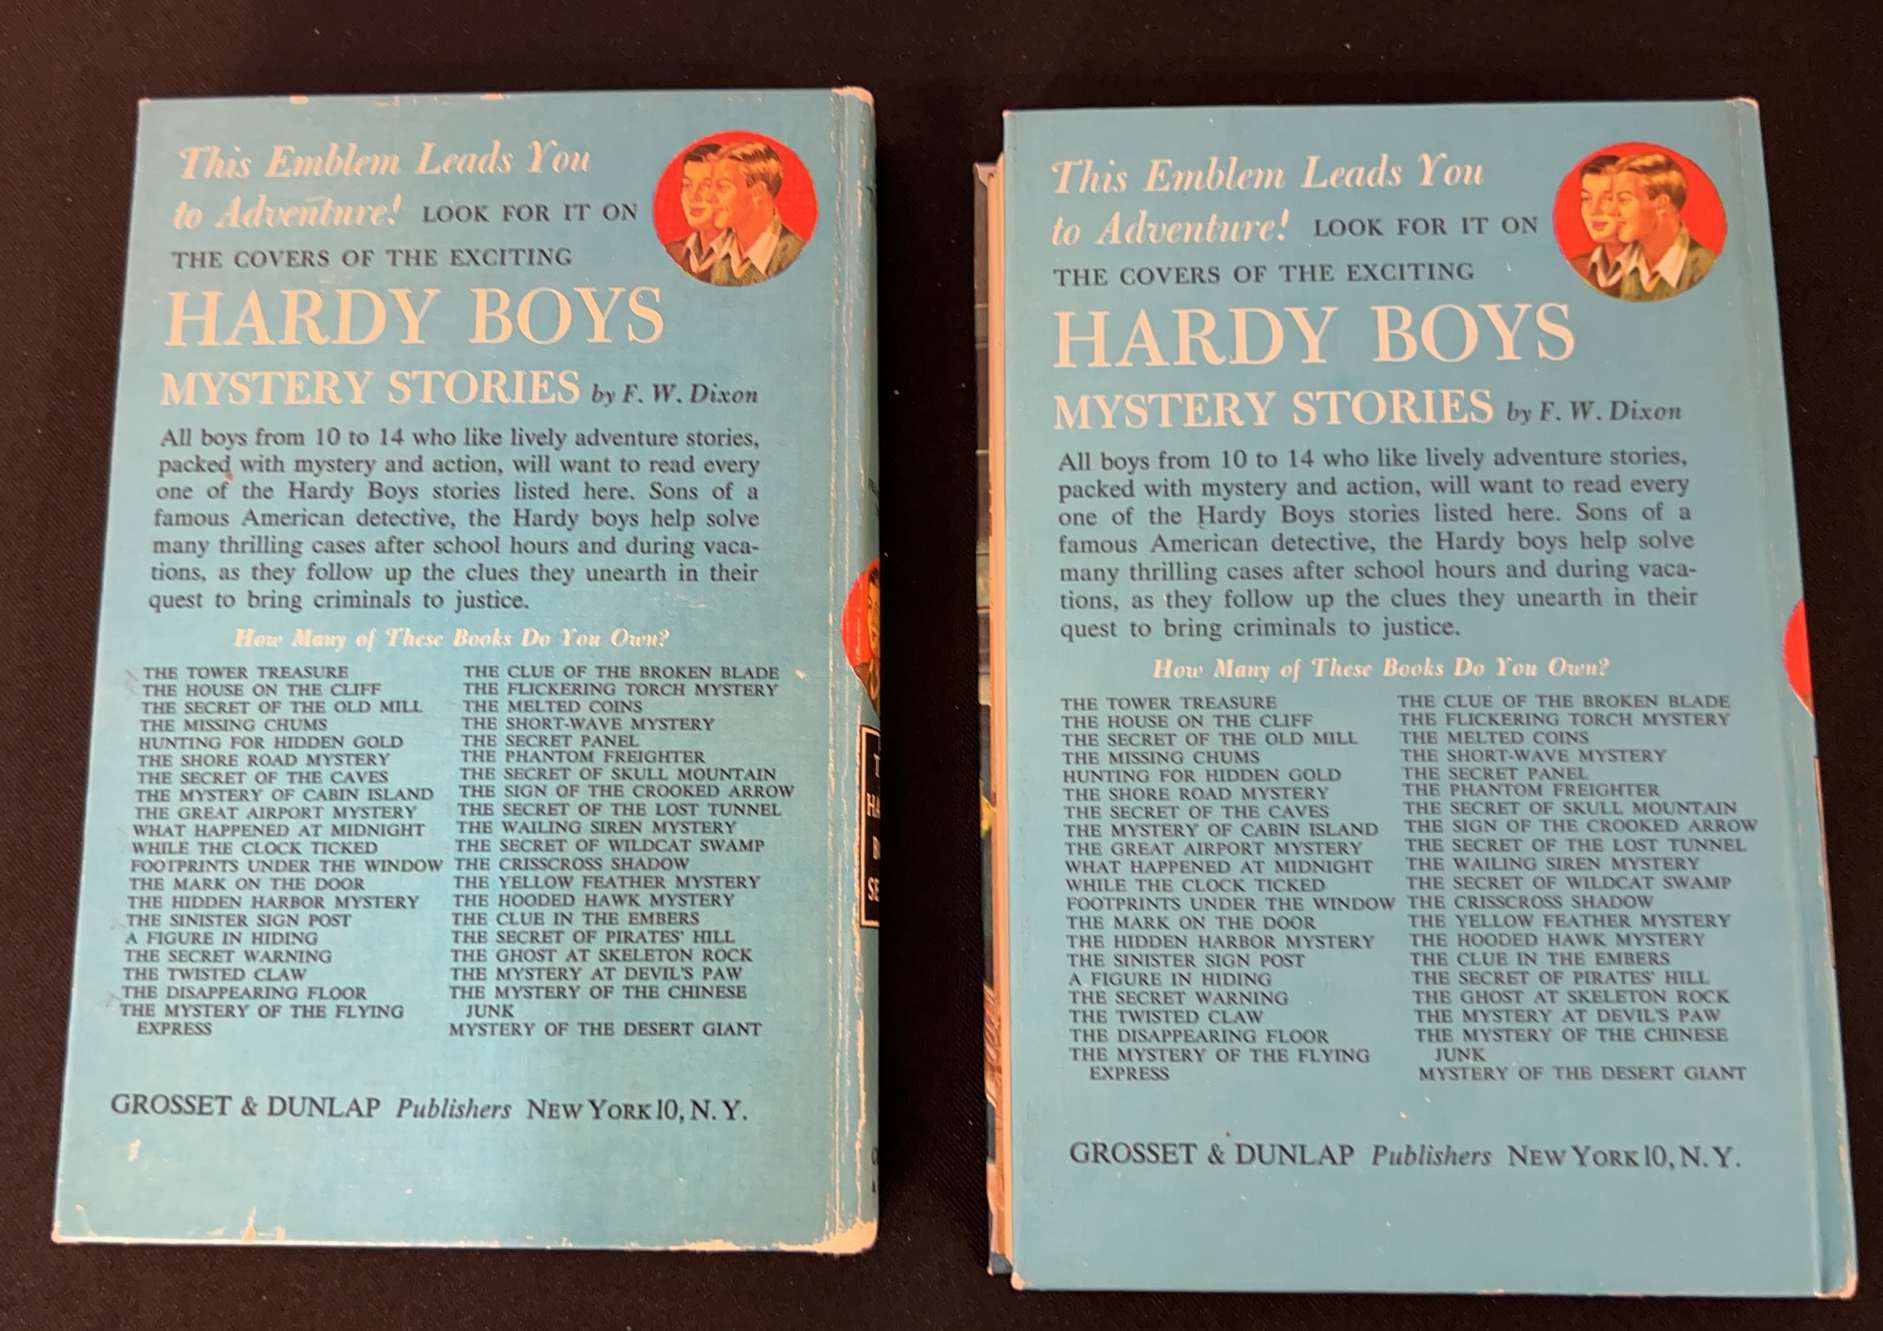 This Emblem Leads You
to Adventure! LOOK FOR IT ON
THE COVERS OF THE EXCITING
HARDY BOYS
MYSTERY STORIES by F. W. Dixon
All boys from 10 to 14 who like lively adventure stories,
packed with mystery and action, will want to read every
one of the Hardy Boys stories listed here. Sons of a
famous American detective, the Hardy boys help solve
many thrilling cases after school hours and during vaca-
tions, as they follow up the clues they unearth in their
quest to bring criminals to justice.
How Many of These Books Do You Own?
THE TOWER TREASURE
THE HOUSE ON THE CLIFF
THE SECRET OF THE OLD MILL
THE MISSING CHUMS
HUNTING FOR HIDDEN GOLD
THE SHORE ROAD MYSTERY
THE SECRET OF THE CAVES
THE MYSTERY OF CABIN ISLAND
THE GREAT AIRPORT MYSTERY
WHAT HAPPENED AT MIDNIGHT
WHILE THE CLOCK TICKED
FOOTPRINTS UNDER THE WINDOW
THE MARK ON THE DOOR
THE HIDDEN HARBOR MYSTERY
THE SINISTER SIGN POST
A FIGURE IN HIDING
THE SECRET WARNING
THE TWISTED CLAW
THE DISAPPEARING FLOOR
THE MYSTERY OF THE FLYING
EXPRESS
THE CLUE OF THE BROKEN BLADE
THE FLICKERING TORCH MYSTERY
THE MELTED COINS
THE SHORT-WAVE MYSTERY
THE SECRET PANEL
THE PHANTOM FREIGHTER
THE SECRET OF SKULL MOUNTAIN
THE SIGN OF THE CROOKED ARROW
THE SECRET OF THE LOST TUNNEL
THE WAILING SIREN MYSTERY
THE SECRET OF WILDCAT SWAMP
THE CRISSCROSS SHADOW
THE YELLOW FEATHER MYSTERY
THE HOODED HAWK MYSTERY
THE CLUE IN THE EMBERS
THE SECRET OF PIRATES' HILL
THE GHOST AT SKELETON ROCK
THE MYSTERY AT DEVIL'S PAW
THE MYSTERY OF THE CHINESE
JUNK
MYSTERY OF THE DESERT GIANT
GROSSET & DUNLAP Publishers NEW YORK 10, N. Y.
This Emblem Leads You
to Adventure! LOOK FOR IT ON
THE COVERS OF THE EXCITING
HARDY BOYS
MYSTERY STORIES by F. W. Dixon
All boys from 10 to 14 who like lively adventure stories,
packed with mystery and action, will want to read every
one of the Hardy Boys stories listed here. Sons of a
famous American detective, the Hardy boys help solve
many thrilling cases after school hours and during vaca-
tions, as they follow up the clues they unearth in their
quest to bring criminals to justice.
How Many of These Books Do You Own?
THE TOWER TREASURE
THE HOUSE ON THE CLIFF
THE SECRET OF THE OLD MILL
THE MISSING CHUMS
HUNTING FOR HIDDEN GOLD
THE SHORE ROAD MYSTERY
THE SECRET OF THE CAVES
THE MYSTERY OF CABIN ISLAND
THE GREAT AIRPORT MYSTERY
WHAT HAPPENED AT MIDNIGHT
WHILE THE CLOCK TICKED
FOOTPRINTS UNDER THE WINDOW
THE MARK ON THE DOOR
THE HIDDEN HARBOR MYSTERY
THE SINISTER SIGN POST
A FIGURE IN HIDING
THE SECRET WARNING
THE TWISTED CLAW
THE DISAPPEARING FLOOR
THE MYSTERY OF THE FLYING
EXPRESS
THE CLUE OF THE BROKEN BLADE
THE FLICKERING TORCH MYSTERY
THE MELTED COINS
THE SHORT-WAVE MYSTERY
THE SECRET PANEL
THE PHANTOM FREIGHTER
THE SECRET OF SKULL MOUNTAIN
THE SIGN OF THE CROOKED ARROW
THE SECRET OF THE LOST TUNNEL
THE WAILING SIREN MYSTERY
THE SECRET OF WILDCAT SWAMP
THE CRISSCROSS SHADOW
THE YELLOW FEATHER MYSTERY
THE HOODED HAWK MYSTERY
THE CLUE IN THE EMBERS
THE SECRET OF PIRATES' HILL
THE GHOST AT SKELETON ROCK
THE MYSTERY AT DEVIL'S PAW
THE MYSTERY OF THE CHINESE
JUNK
MYSTERY OF THE DESERT GIANT
GROSSET & DUNLAP Publishers NEW YORK 10, N. Y.